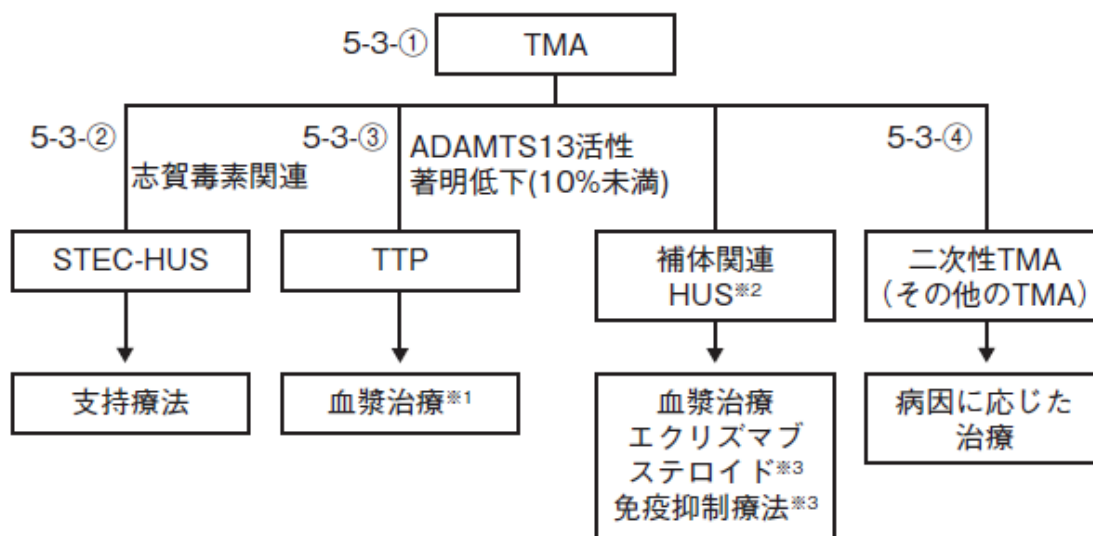 5-3-①
TMA
5-3-②
志賀毒素関連
5-3-③
ADAMTS13活性
著明低下(10%未満)
5-3-④
STEC-HUS
TTP
補体関連
HUS※2
二次性TMA
(その他のTMA)
支持療法
血漿治療※1
血漿治療
エクリズマブ
ステロイド※3
免疫抑制療法※3
病因に応じた
治療